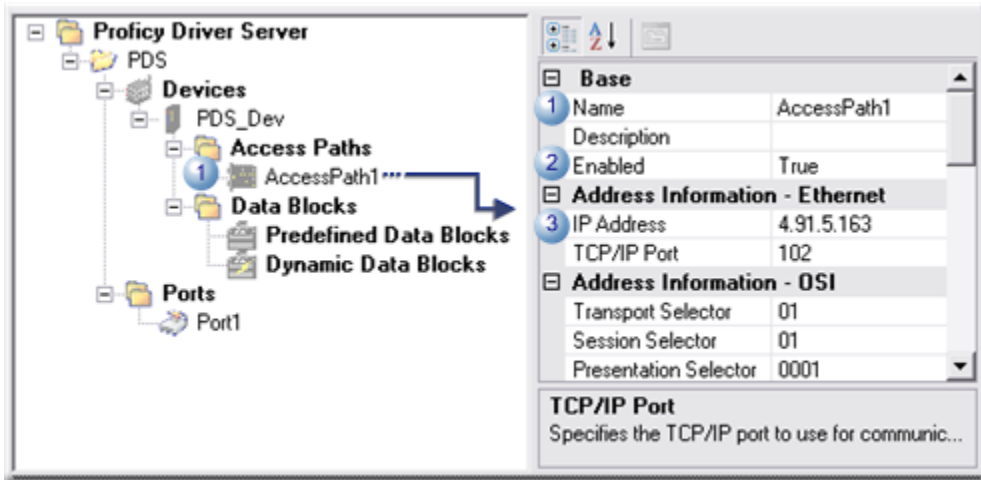 Proficy Driver Server
PDS
Devices
PDS_Dev
Access Paths
1 AccessPath1
Data Blocks
Predefined Data Blocks
Dynamic Data Blocks
Ports
Port1
A Z
Base
1 Name AccessPath1
Description
2 Enabled True
Address Information - Ethernet
3 IP Address 4.91.5.163
TCP/IP Port 102
Address Information - OSI
Transport Selector 01
Session Selector 01
Presentation Selector 0001
TCP/IP Port
Specifies the TCP/IP port to use for communic...